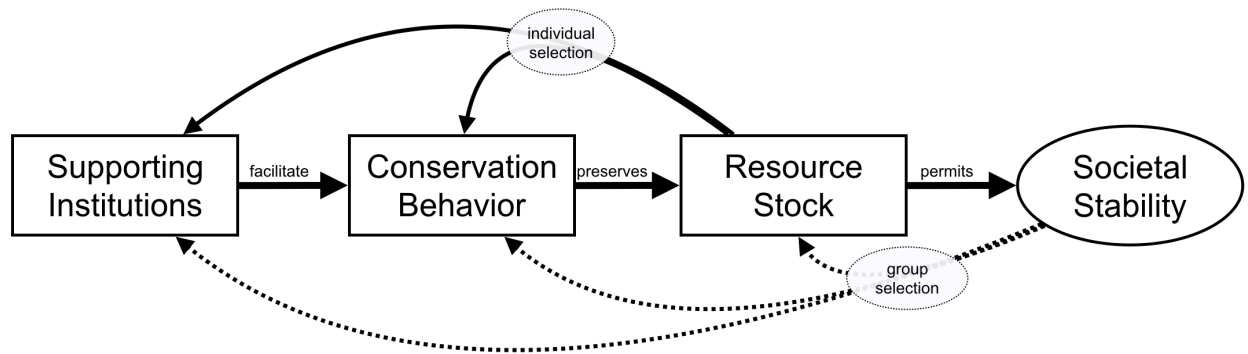 individual
selection
Supporting
Institutions
facilitate
Conservation
Behavior
preserves
Resource
Stock
permits
Societal
Stability
group
selection